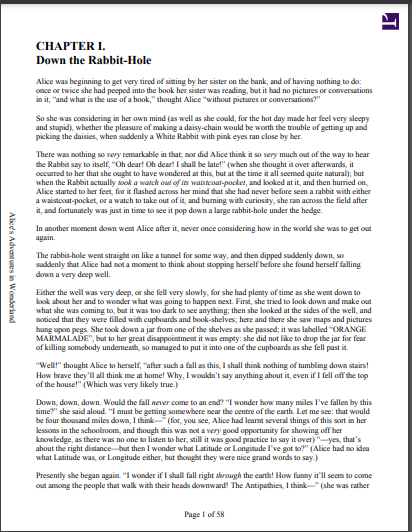 CHAPTER I.
Down the Rabbit-Hole
Alice was beginning to get very tired of sitting by her sister on the bank, and of having nothing to do:
once or twice she had peeped into the book her sister was reading, but it had no pictures or conversations
in it, “and what is the use of a book,” thought Alice “without pictures or conversations?”
So she was considering in her own mind (as well as she could, for the hot day made her feel very sleepy
and stupid), whether the pleasure of making a daisy-chain would be worth the trouble of getting up and
picking the daisies, when suddenly a White Rabbit with pink eyes ran close by her.
There was nothing so very remarkable in that; nor did Alice think it so very much out of the way to hear
the Rabbit say to itself, “Oh dear! Oh dear! I shall be late!” (when she thought it over afterwards, it
occurred to her that she ought to have wondered at this, but at the time it all seemed quite natural); but
when the Rabbit actually took a watch out of its waistcoat-pocket, and looked at it, and then hurried on,
Alice started to her feet, for it flashed across her mind that she had never before seen a rabbit with either
a waistcoat-pocket, or a watch to take out of it, and burning with curiosity, she ran across the field after
it, and fortunately was just in time to see it pop down a large rabbit-hole under the hedge.
In another moment down went Alice after it, never once considering how in the world she was to get out
again.
The rabbit-hole went straight on like a tunnel for some way, and then dipped suddenly down, so
suddenly that Alice had not a moment to think about stopping herself before she found herself falling
down a very deep well.
Either the well was very deep, or she fell very slowly, for she had plenty of time as she went down to
look about her and to wonder what was going to happen next. First, she tried to look down and make out
what she was coming to, but it was too dark to see anything; then she looked at the sides of the well, and
noticed that they were filled with cupboards and book-shelves; here and there she saw maps and pictures
hung upon pegs. She took down a jar from one of the shelves as she passed; it was labelled “ORANGE
MARMALADE”, but to her great disappointment it was empty: she did not like to drop the jar for fear
of killing somebody underneath, so managed to put it into one of the cupboards as she fell past it.
“Well!” thought Alice to herself, “after such a fall as this, I shall think nothing of tumbling down stairs!
How brave they’ll all think me at home! Why, I wouldn’t say anything about it, even if I fell off the top
of the house!” (Which was very likely true.)
Down, down, down. Would the fall never come to an end? “I wonder how many miles I’ve fallen by this
time?” she said aloud. “I must be getting somewhere near the centre of the earth. Let me see: that would
be four thousand miles down, I think—” (for, you see, Alice had learnt several things of this sort in her
lessons in the schoolroom, and though this was not a very good opportunity for showing off her
knowledge, as there was no one to listen to her, still it was good practice to say it over) “—yes, that’s
about the right distance—but then I wonder what Latitude or Longitude I’ve got to?” (Alice had no idea
what Latitude was, or Longitude either, but thought they were nice grand words to say.)
Presently she began again. “I wonder if I shall fall right through the earth! How funny it’ll seem to come
out among the people that walk with their heads downward! The Antipathies, I think—” (she was rather
Page 1 of 58
Alice's Adventures in Wonderland